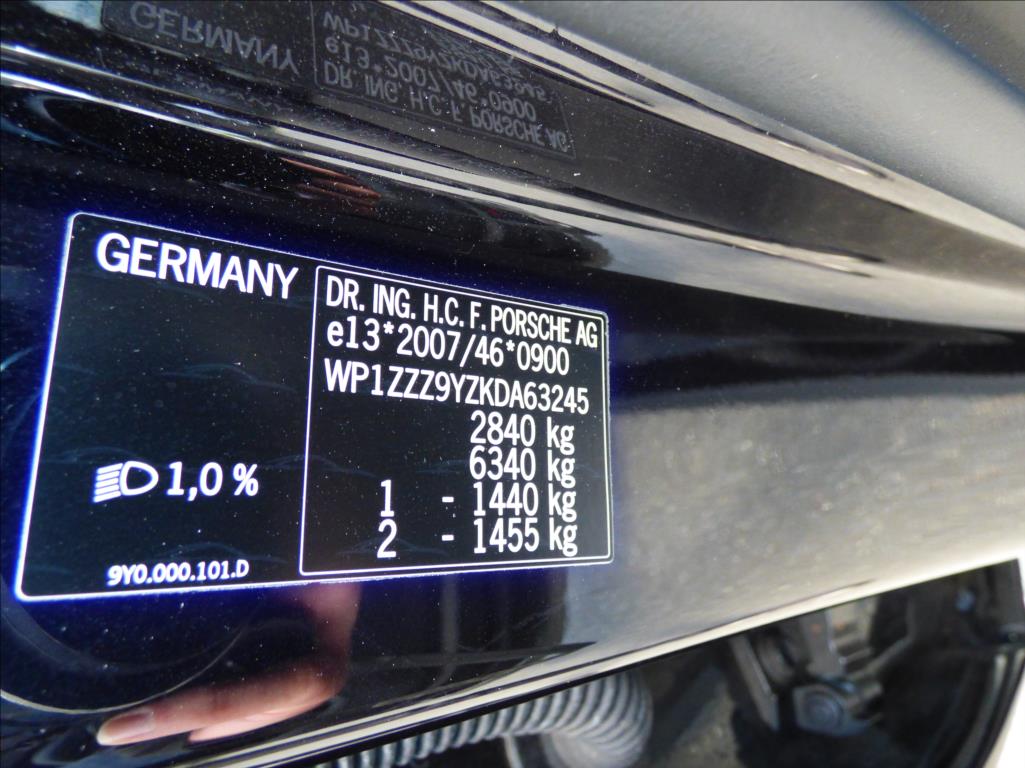 GERMANY
DR. ING. H.C. F. PORSCHE AG
e13*2007/46*0900
WP1ZZZ9YZKDA63245
2840 kg
6340 kg
1 - 1440 kg
2 - 1455 kg
1,0 %
9Y0.000.101.D